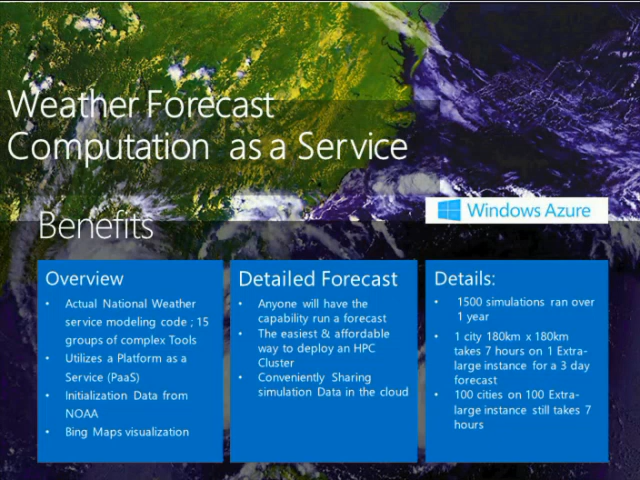 Weather Forecast
Computation as a Service
Windows Azure
Benefits
Overview
• Actual National Weather
service modeling code ; 15
groups of complex Tools
• Utilizes a Platform as a
Service (PaaS)
• Initialization Data from
NOAA
• Bing Maps visualization
Detailed Forecast
• Anyone will have the
capability run a forecast
• The easiest & affordable
way to deploy an HPC
Cluster
• Conveniently Sharing
simulation Data in the cloud
Details:
• 1500 simulations ran over
1 year
• 1 city 180km x 180km
takes 7 hours on 1 Extra-
large instance for a 3 day
forecast
• 100 cities on 100 Extra-
large instance still takes 7
hours